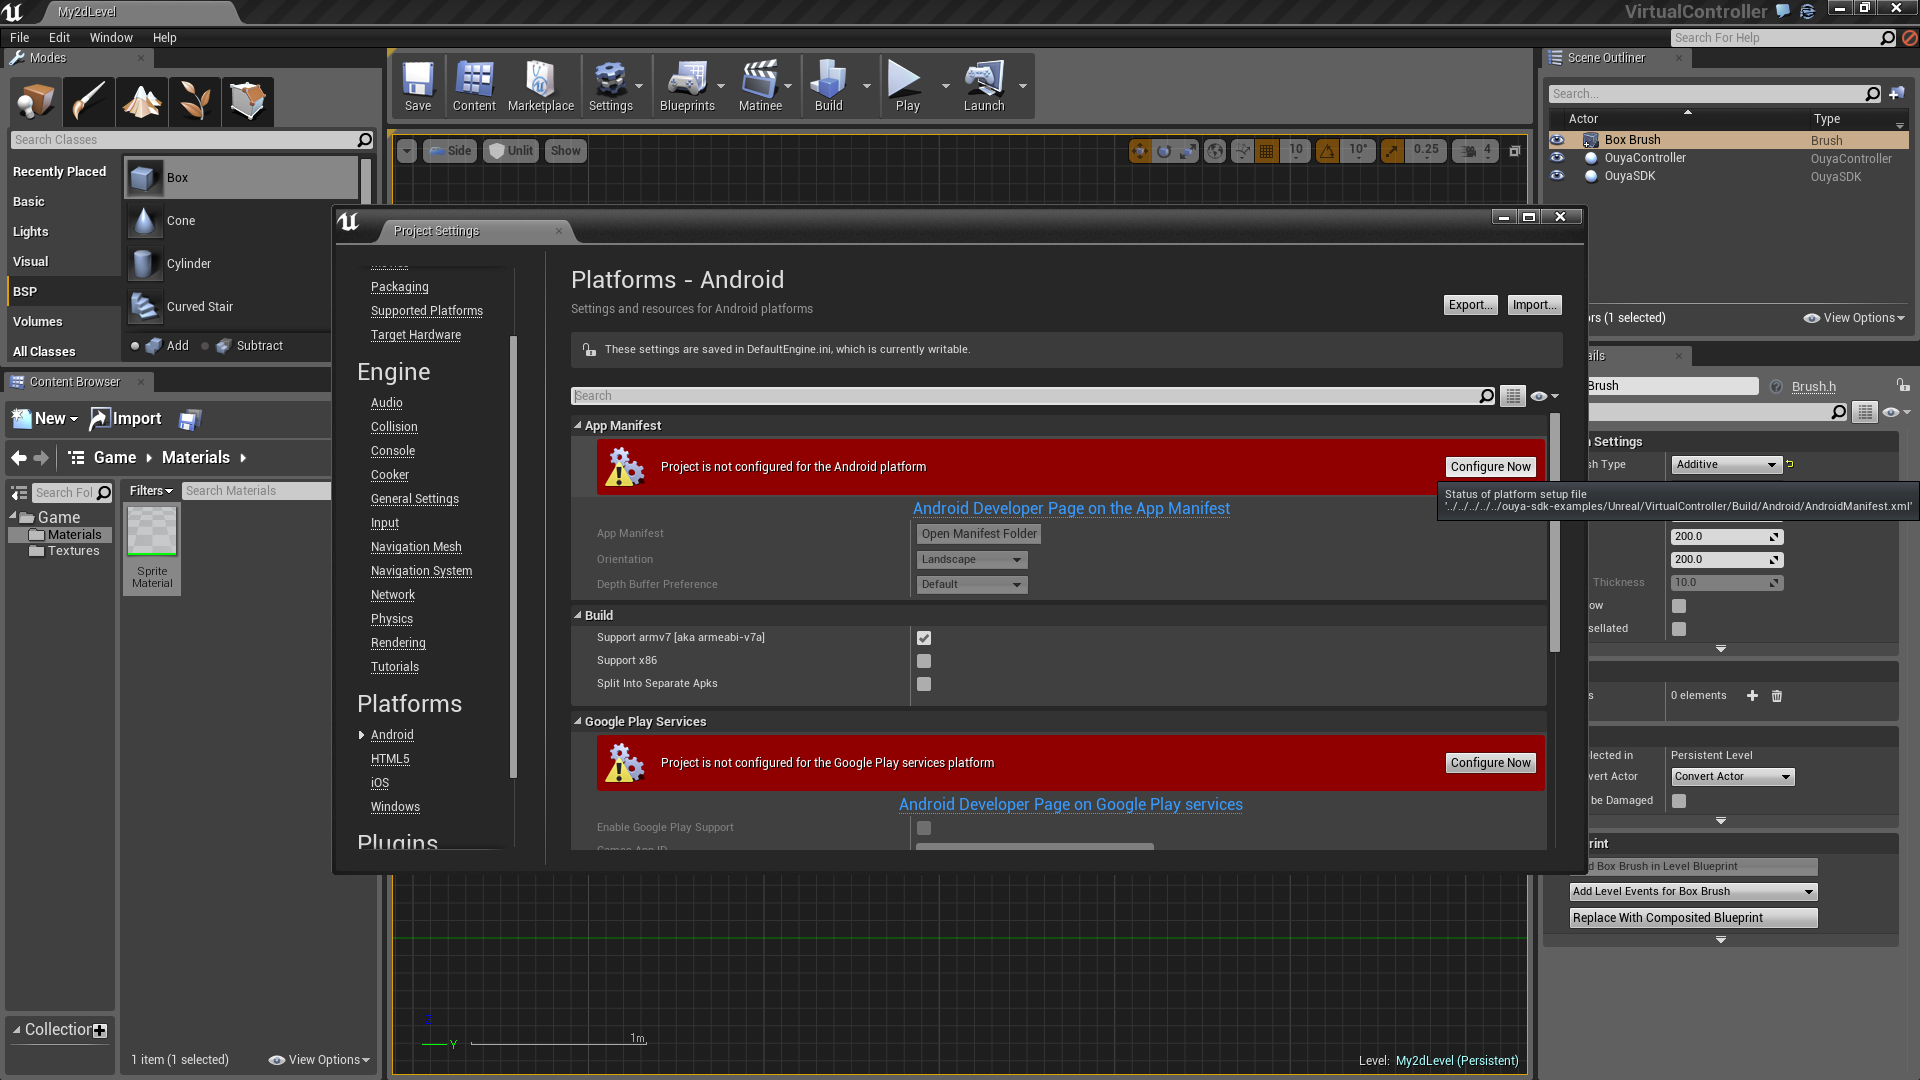 My2dLevel
VirtualController
File Edit Window Help
Search For Help
Modes
Search Classes
Recently Placed
Basic
Lights
Visual
BSP
Volumes
All Classes
Box
Cone
Cylinder
Curved Stair
Add Subtract
Save Content Marketplace Settings Blueprints Matinee Build Play Launch
Side Unlit Show
10 10° 0.25 4
Scene Outliner
Search...
Actor Type
Box Brush Brush
OuyaController OuyaController
OuyaSDK OuyaSDK
rs (1 selected) View Options
Content Browser
New Import
Game Materials
Search Fol
Filters Search Materials
Game
Materials
Textures
Sprite
Material
Collection
1 item (1 selected) View Options
Project Settings
Packaging
Supported Platforms
Target Hardware
Engine
Audio
Collision
Console
Cooker
General Settings
Input
Navigation Mesh
Navigation System
Network
Physics
Rendering
Tutorials
Platforms
Android
HTML5
iOS
Windows
Plugins
Platforms - Android
Settings and resources for Android platforms
Export... Import...
These settings are saved in DefaultEngine.ini, which is currently writable.
Search
App Manifest
Project is not configured for the Android platform
Configure Now
Android Developer Page on the App Manifest
App Manifest Open Manifest Folder
Orientation Landscape
Depth Buffer Preference Default
Build
Support armv7 [aka armeabi-v7a]
Support x86
Split Into Separate Apks
Google Play Services
Project is not configured for the Google Play services platform
Configure Now
Android Developer Page on Google Play services
Enable Google Play Support
Games App ID
Status of platform setup file
'../../../../../ouya-sdk-examples/Unreal/VirtualController/Build/Android/AndroidManifest.xml'
ails
Brush Brush.h
Settings
sh Type Additive
200.0
200.0
Thickness 10.0
ow
sellated
s 0 elements
elected in Persistent Level
vert Actor Convert Actor
be Damaged
rint
d Box Brush in Level Blueprint
Add Level Events for Box Brush
Replace With Composited Blueprint
Y
1m
Level: My2dLevel (Persistent)